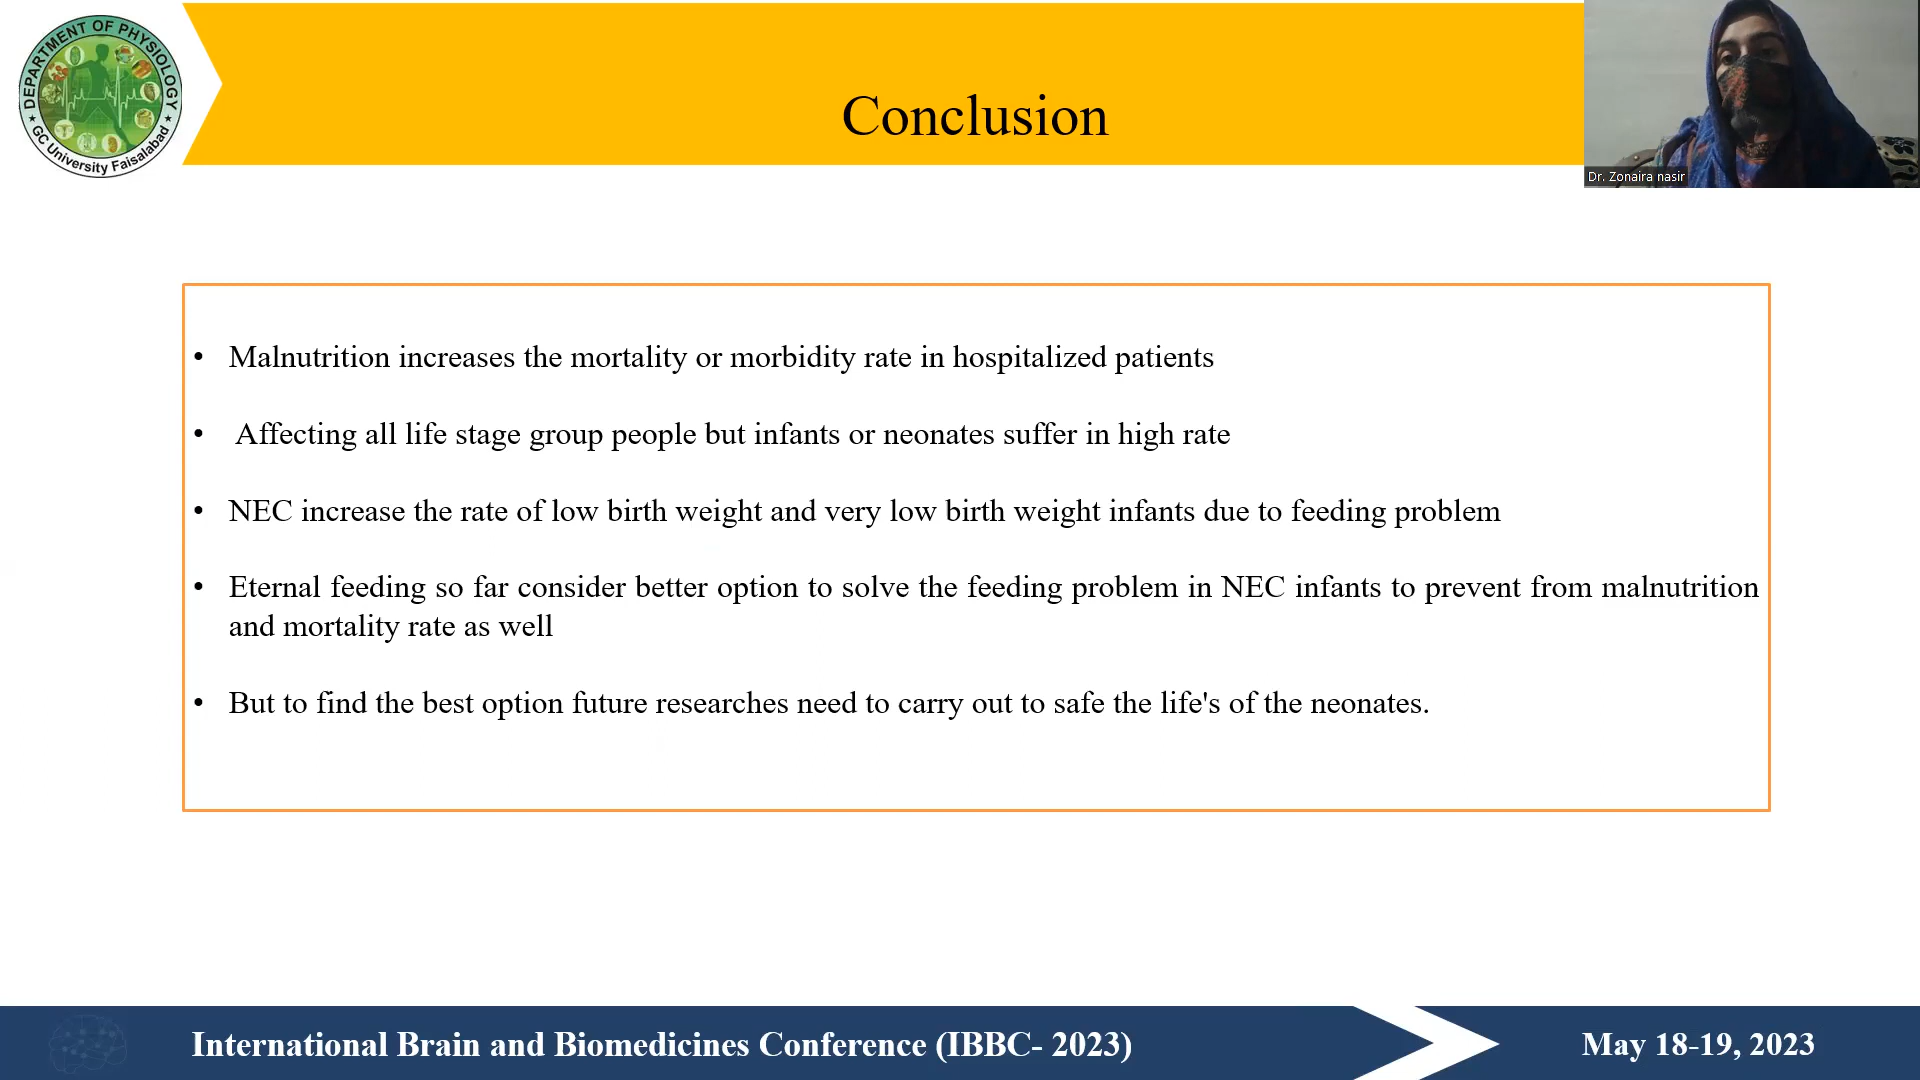 DEPARTMENT OF PHYSIOLOGY
GC University Faisalabad
Conclusion
Dr. Zonaira nasir
• Malnutrition increases the mortality or morbidity rate in hospitalized patients
• Affecting all life stage group people but infants or neonates suffer in high rate
• NEC increase the rate of low birth weight and very low birth weight infants due to feeding problem
• Eternal feeding so far consider better option to solve the feeding problem in NEC infants to prevent from malnutrition
and mortality rate as well
• But to find the best option future researches need to carry out to safe the life's of the neonates.
International Brain and Biomedicines Conference (IBBC- 2023)
May 18-19, 2023